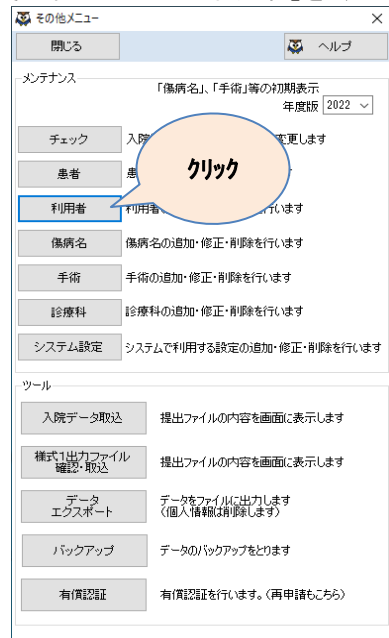 その他メニュー
閉じる
ヘルプ
メンテナンス
「傷病名」、「手術」等の初期表示
年度版 2022
チェック 入院 変更します
患者 患
利用者 利用者 行います
クリック
傷病名 傷病名の追加・修正・削除を行います
手術 手術の追加・修正・削除を行います
診療科 診療科の追加・修正・削除を行います
システム設定 システムで利用する設定の追加・修正・削除を行います
ツール
入院データ取込 提出ファイルの内容を画面に表示します
様式1出力ファイル
確認・取込
提出ファイルの内容を画面に表示します
データ
エクスポート
データをファイルに出力します
(個人情報は削除します)
バックアップ データのバックアップをとります
有償認証 有償認証を行います。(再申請もこちら)